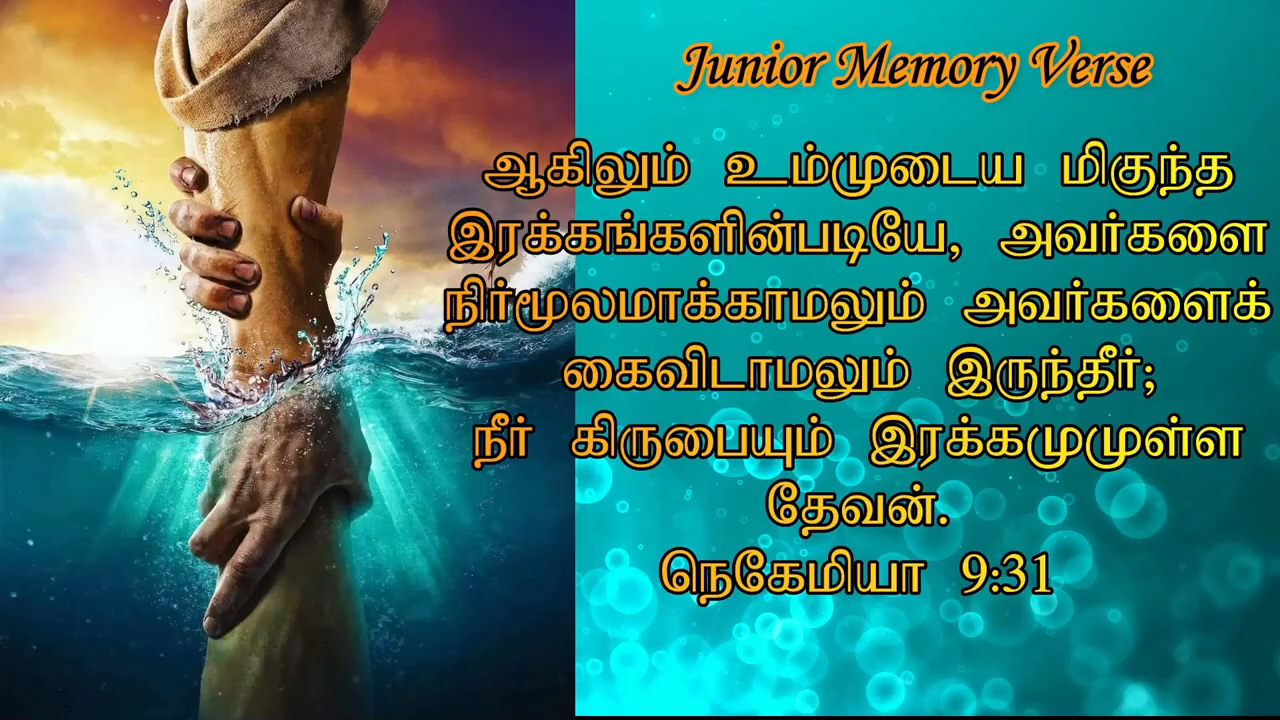 Junior Memory Verse
ஆகிலும் உம்முடைய மிகுந்த
இரக்கங்களின்படியே, அவர்களை
நிர்மூலமாக்காமலும் அவர்களைக்
கைவிடாமலும் இருந்தீர்;
நீர் கிருபையும் இரக்கமுமுள்ள
தேவன்.
நெகேமியா 9:31